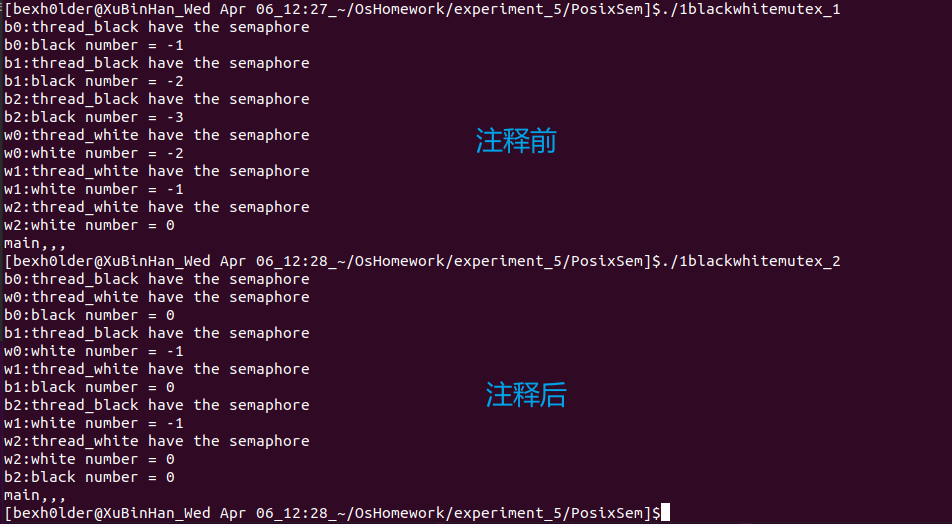 [bexh0lder@XuBinHan_Wed Apr 06_12:27_~/OsHomework/experiment_5/PosixSem]$./1blackwhitemutex_1
b0:thread_black have the semaphore
b0:black number = -1
b1:thread_black have the semaphore
b1:black number = -2
b2:thread_black have the semaphore
b2:black number = -3
w0:thread_white have the semaphore
注释前
w0:white number = -2
w1:thread_white have the semaphore
w1:white number = -1
w2:thread_white have the semaphore
w2:white number = 0
main,,,
[bexh0lder@XuBinHan_Wed Apr 06_12:28_~/OsHomework/experiment_5/PosixSem]$./1blackwhitemutex_2
b0:thread_black have the semaphore
w0:thread_white have the semaphore
b0:black number = 0
b1:thread_black have the semaphore
w0:white number = -1
w1:thread_white have the semaphore
b1:black number = 0
注释后
b2:thread_black have the semaphore
w1:white number = -1
w2:thread_white have the semaphore
w2:white number = 0
b2:black number = 0
main,,,
[bexh0lder@XuBinHan_Wed Apr 06_12:28_~/OsHomework/experiment_5/PosixSem]$